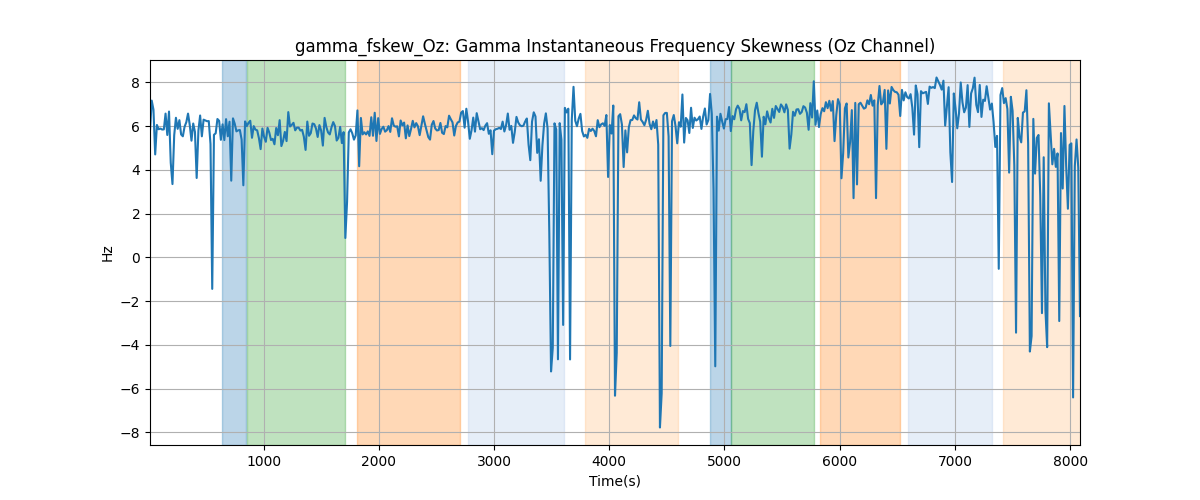 gamma_fskew_Oz: Gamma Instantaneous Frequency Skewness (Oz Channel)
8
6
4
2
0
−2
−4
−6
−8
Hz
1000 2000 3000 4000 5000 6000 7000 8000
Time(s)